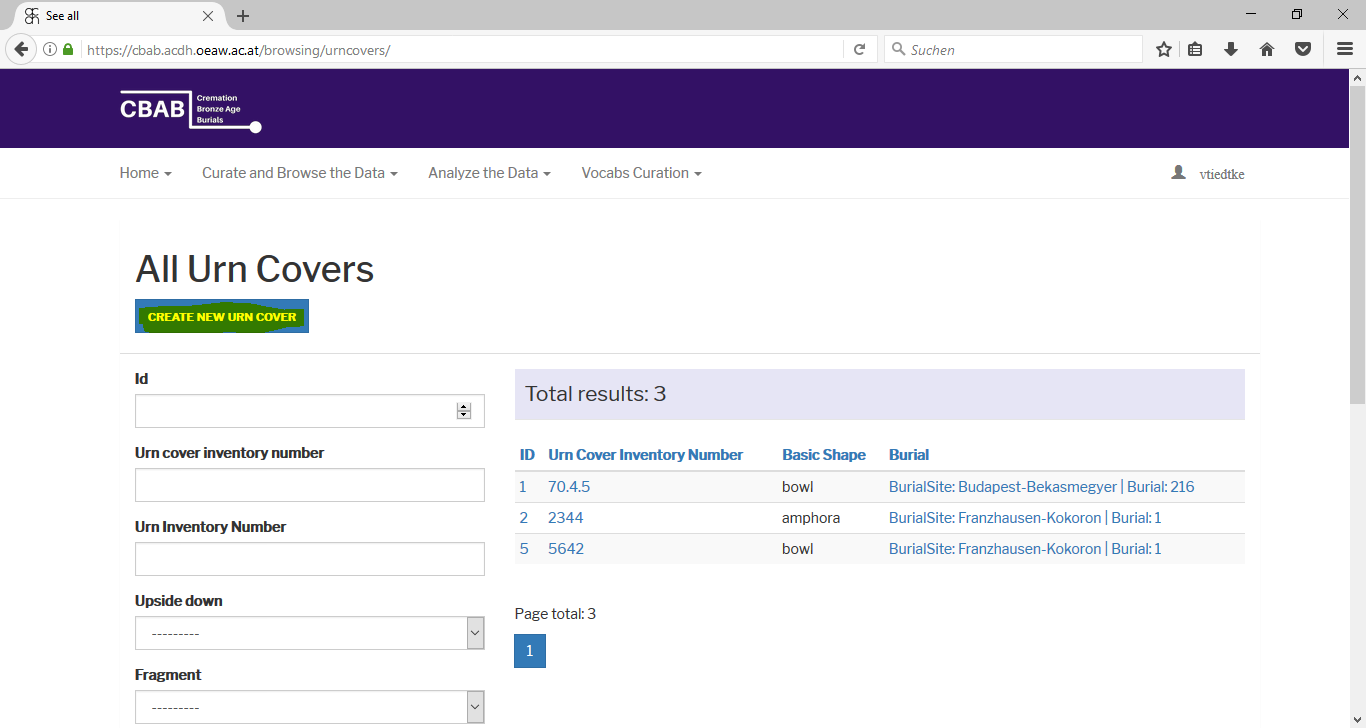 See all
https://cbab.acdh.oeaw.ac.at/browsing/urncovers/
Suchen
CBAB
Cremation
Bronze Age
Burials
Home
Curate and Browse the Data
Analyze the Data
Vocabs Curation
vtiedtke
All Urn Covers
CREATE NEW URN COVER
Id
Urn cover inventory number
Urn Inventory Number
Upside down
---------
Fragment
---------
Total results: 3
ID Urn Cover Inventory Number Basic Shape Burial
1 70.4.5 bowl BurialSite: Budapest-Bekasmegyer | Burial: 216
2 2344 amphora BurialSite: Franzhausen-Kokoron | Burial: 1
5 5642 bowl BurialSite: Franzhausen-Kokoron | Burial: 1
Page total: 3
1